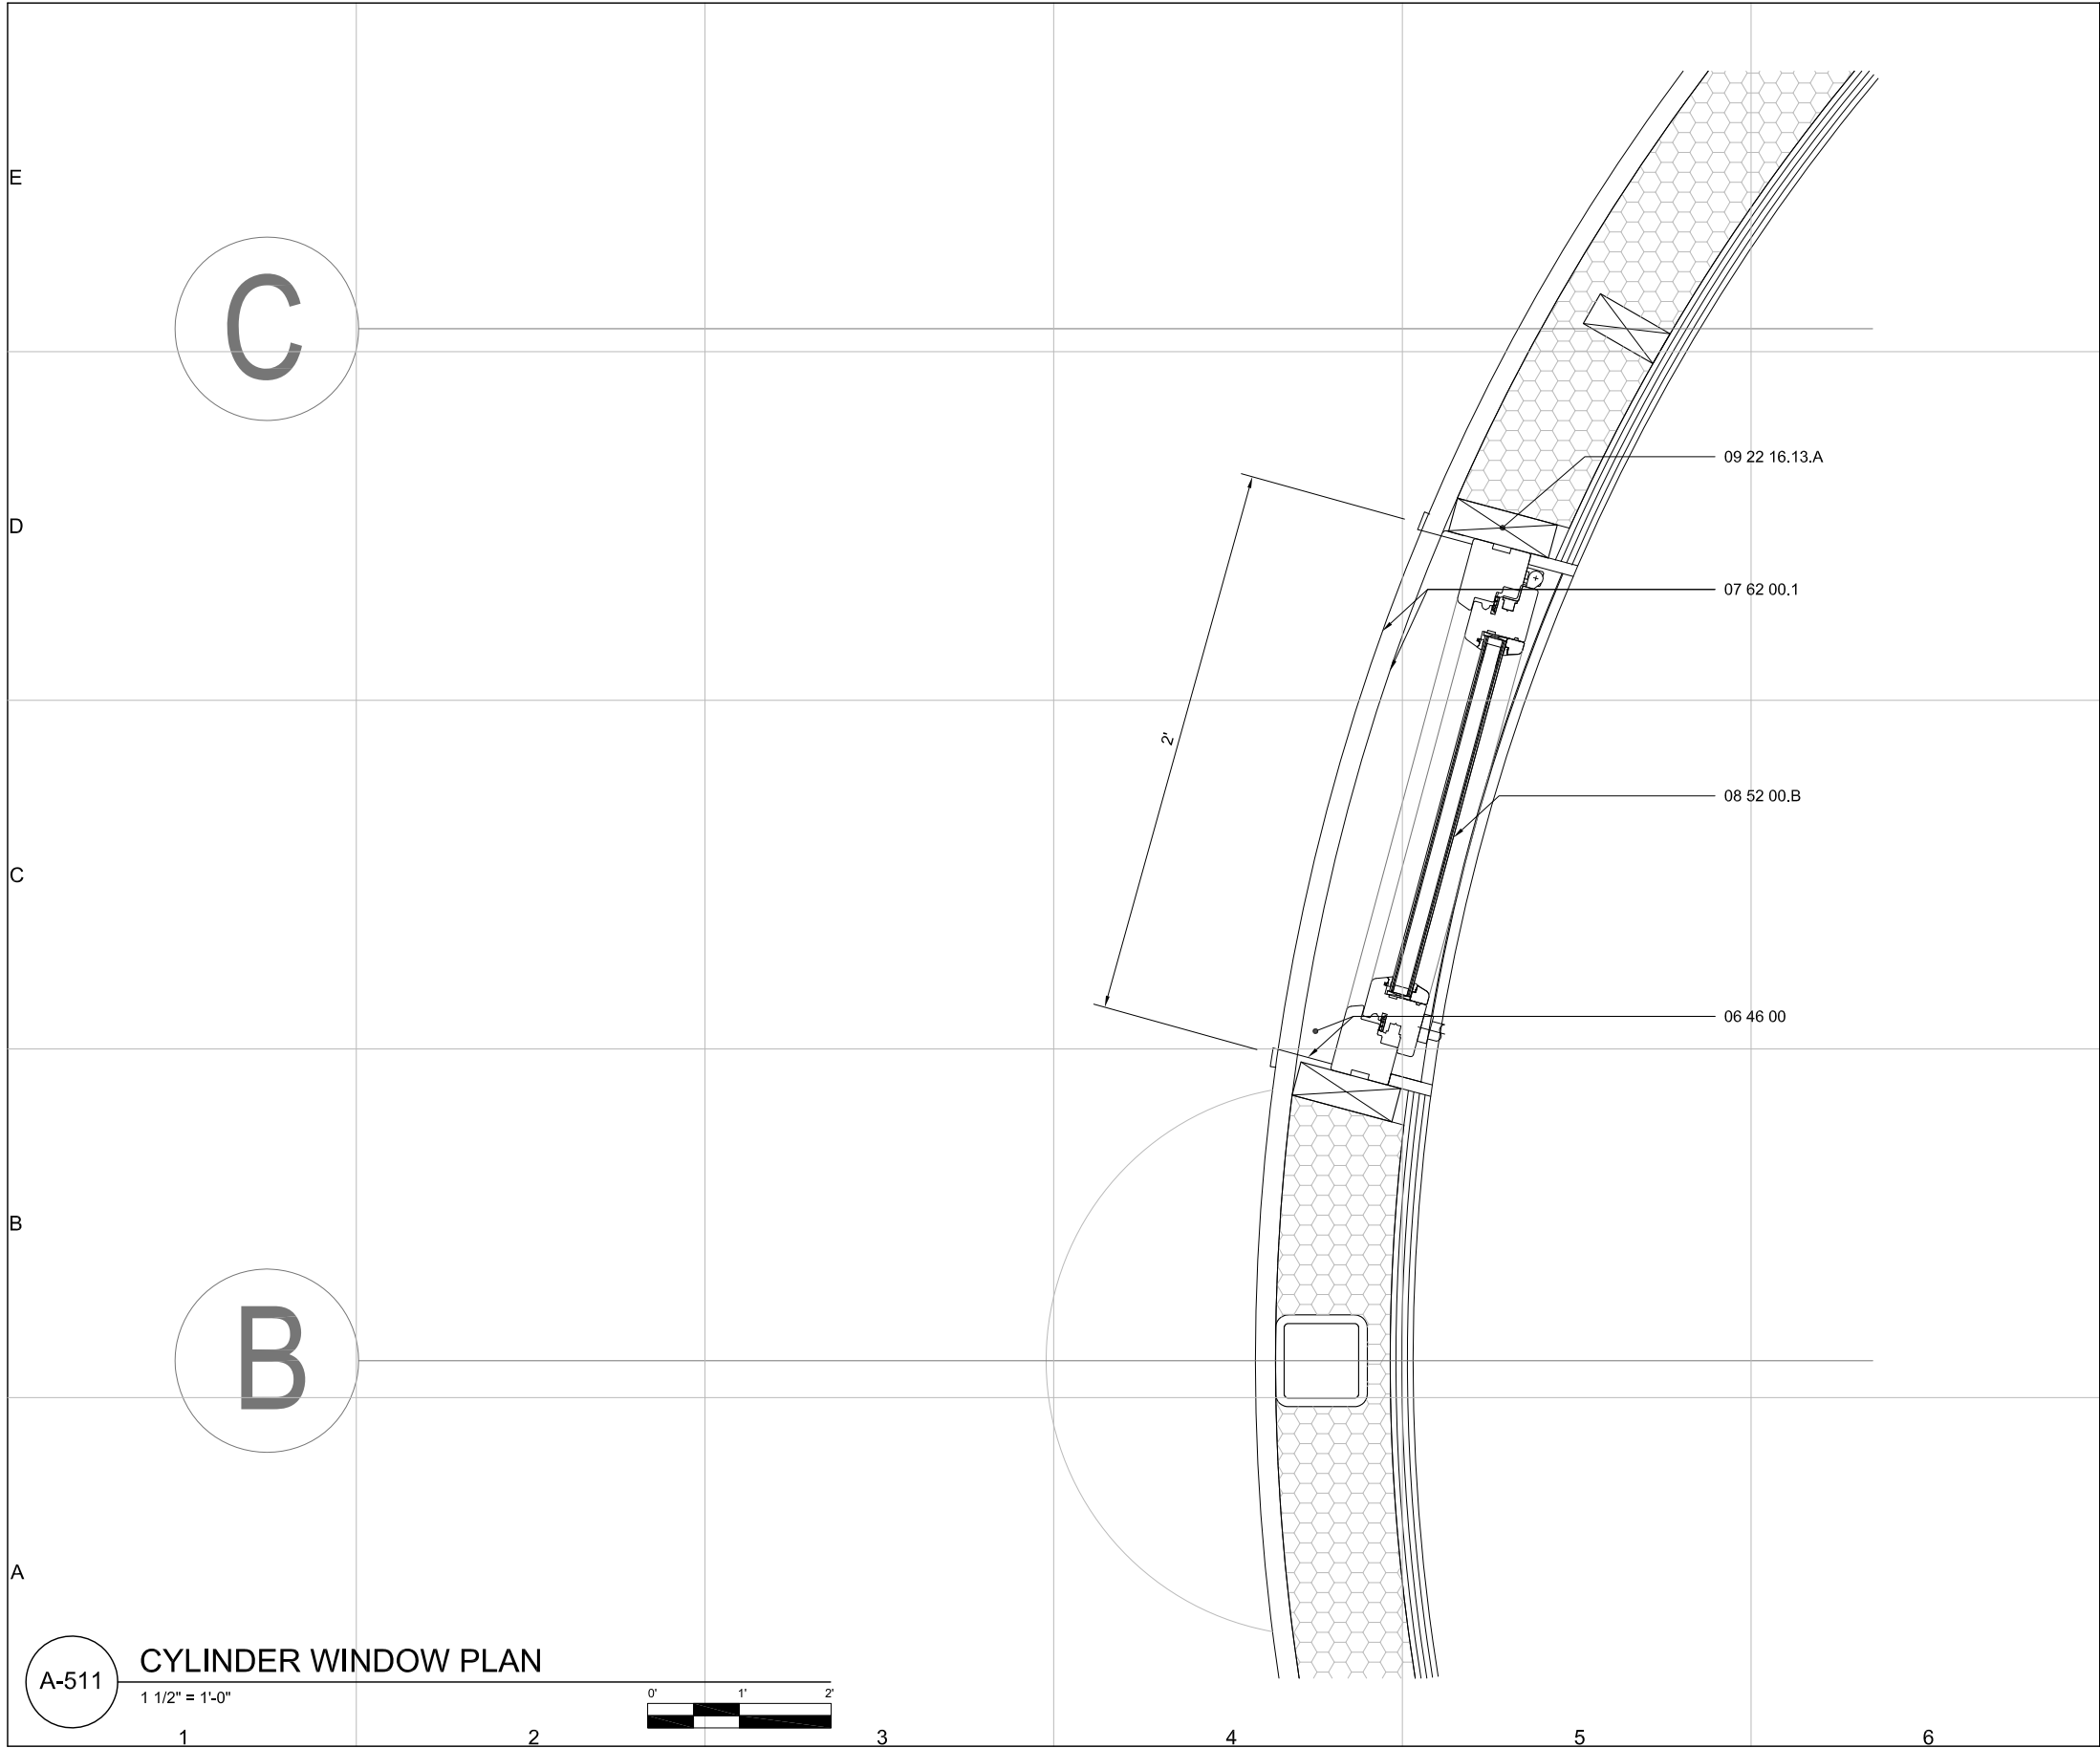 E
C
09 22 16.13.A
D
07 62 00.1
2'
08 52 00.B
C
06 46 00
B
B
A
A-511
CYLINDER WINDOW PLAN
1 1/2" = 1'-0"
0' 1' 2'
1 2 3 4 5 6